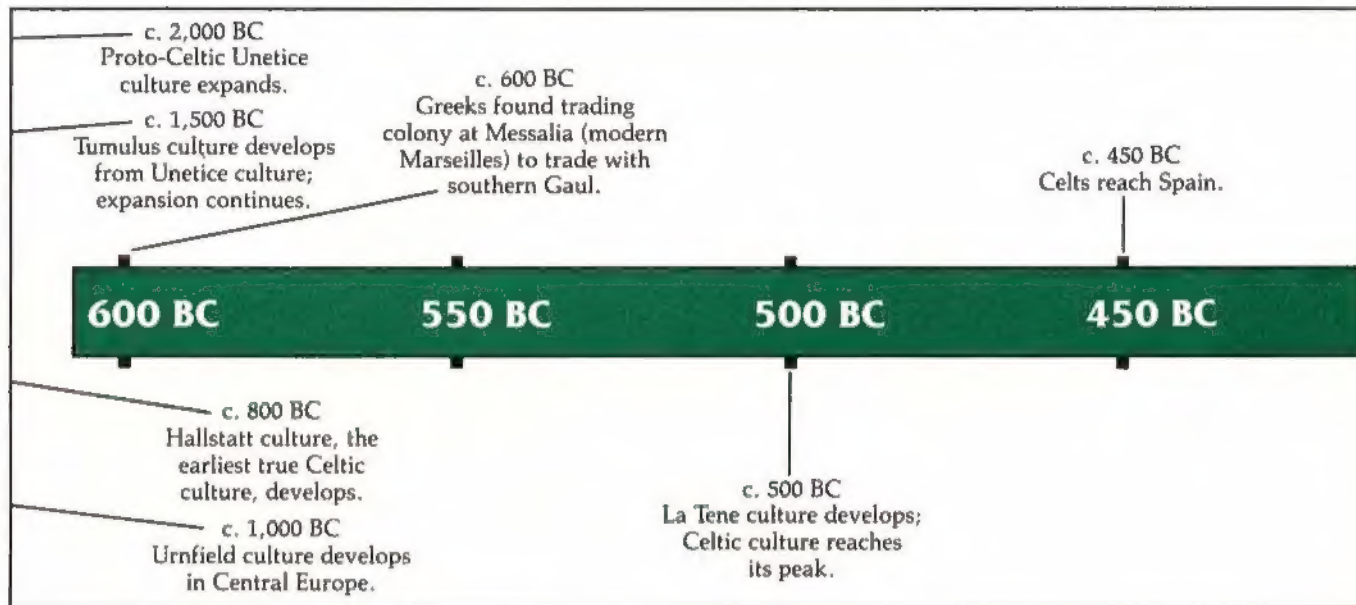 c. 2,000 BC
Proto-Celtic Unetice
culture expands.
c. 1,500 BC
Tumulus culture develops
from Unetice culture;
expansion continues.
c. 600 BC
Greeks found trading
colony at Messalia (modern
Marseilles) to trade with
southern Gaul.
c. 450 BC
Celts reach Spain.
600 BC
550 BC
500 BC
450 BC
c. 800 BC
Hallstatt culture, the
earliest true Celtic
culture, develops.
c. 1,000 BC
Urnfield culture develops
in Central Europe.
c. 500 BC
La Tene culture develops;
Celtic culture reaches
its peak.